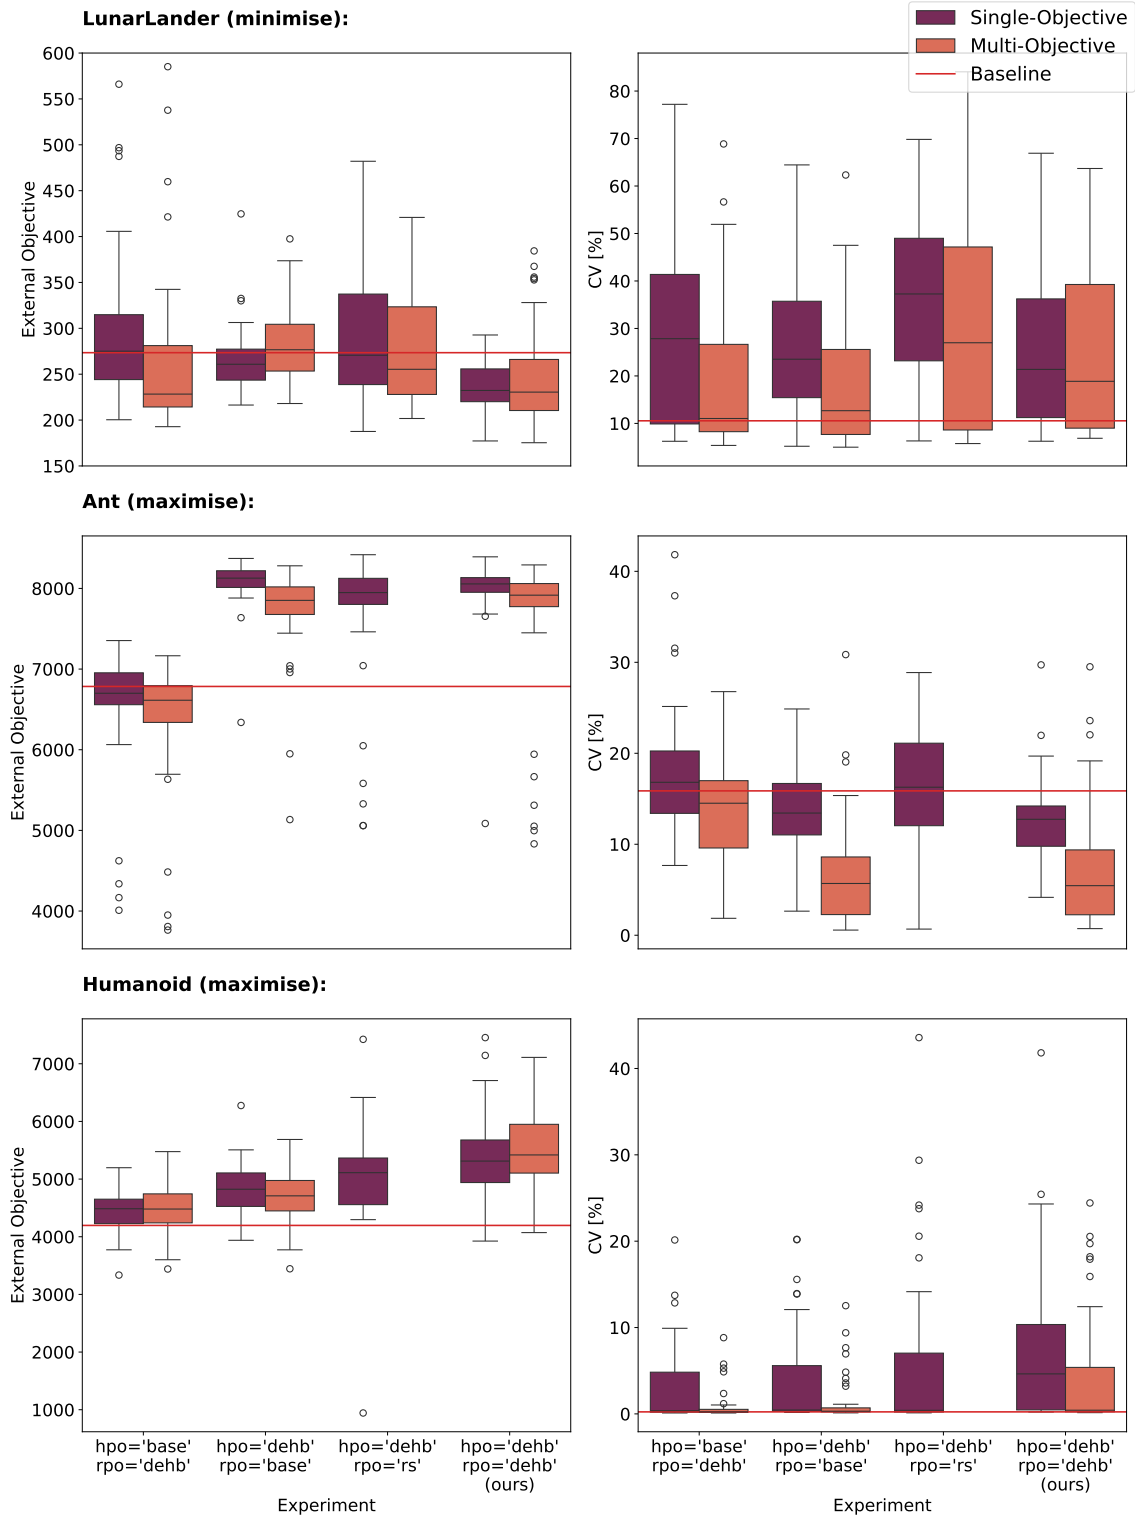 LunarLander (minimise):
Single-Objective
Multi-Objective
Baseline
600
550
500
450
400
350
300
250
200
150
External Objective
80
70
60
50
40
30
20
10
CV [%]
Ant (maximise):
8000
7000
6000
5000
4000
External Objective
40
30
20
10
0
CV [%]
Humanoid (maximise):
7000
6000
5000
4000
3000
2000
1000
External Objective
hpo='base'
rpo='dehb'
hpo='dehb'
rpo='base'
hpo='dehb'
rpo='rs'
hpo='dehb'
rpo='dehb'
(ours)
Experiment
40
30
20
10
0
CV [%]
hpo='base'
rpo='dehb'
hpo='dehb'
rpo='base'
hpo='dehb'
rpo='rs'
hpo='dehb'
rpo='dehb'
(ours)
Experiment